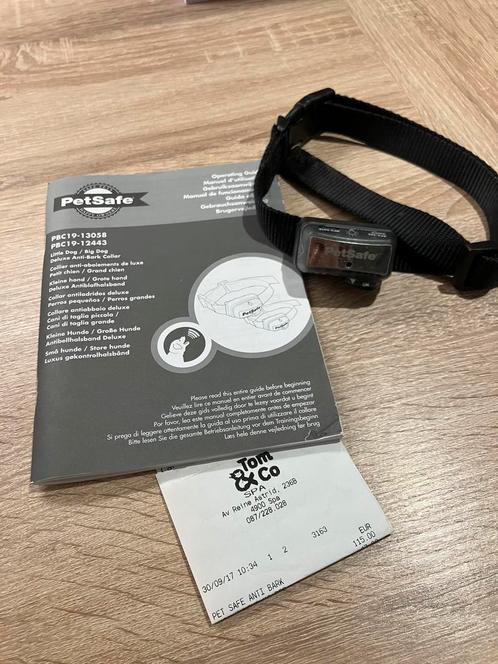 PetSafe
PBC19-13058
PBC19-12443
Little Dog / Big Dog
Deluxe Anti-Bark Collar
Collier anti-aboiements de luxe
Petit chien / Grand chien
Kleine hand / Grote hand
Deluxe Antiblafhalsband
Collar antiladridos deluxe
Perros pequeños / Perros grandes
Collare antiabbaio deluxe
Cani di taglia piccola /
Cani di taglia grande
Kleine Hunde / Große Hunde
Antibellhalsband Deluxe
Små hunde / Store hunde
Luxus gøkontrolhalsbånd
Operating Guide
Manuel d'utilisation
Gebruiksaanwijzing
Manual de funcionamiento
Guida
Gebrauchsanweisung
Brugervejledning
PetSafe
Please read this entire guide before beginning
Veuillez lire ce manuel en entier avant de commencer
Gelieve deze gids volledig door te lezen voordat u begint
Por favor, lea este manual completamente antes de empezar
Si prega di leggere attentamente la guida al uso prima di utilizzare il collare
Bitte lesen Sie die gesamte Betriebsanleitung vor dem Trainingsbeginn
Læs hele denne vejledning før brug
PetSafe
Tom
& Co
SPA
Av Reine Astrid, 236B
4900 Spa
087/228.028
30/09/17 10:34 1 2 3163
EUR
PET SAFE ANTI BARK 115.00